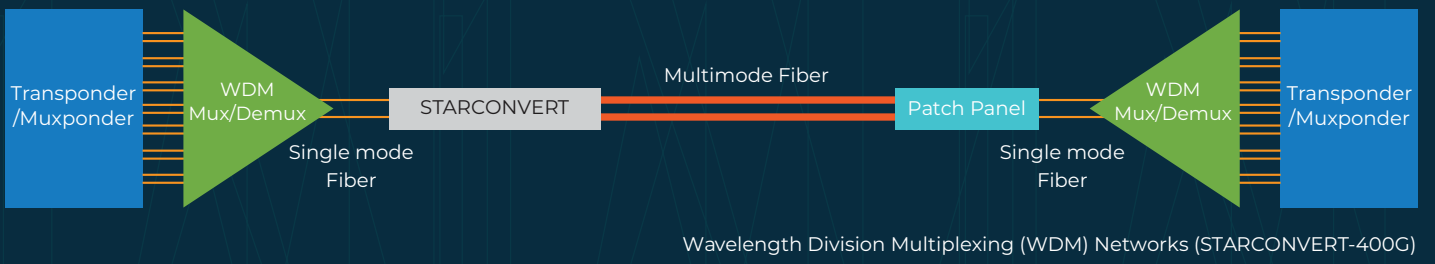 Transponder
/Muxponder
WDM
Mux/Demux
Single mode
Fiber
STARCONVERT
Multimode Fiber
Patch Panel
Single mode
Fiber
WDM
Mux/Demux
Transponder
/Muxponder
Wavelength Division Multiplexing (WDM) Networks (STARCONVERT-400G)